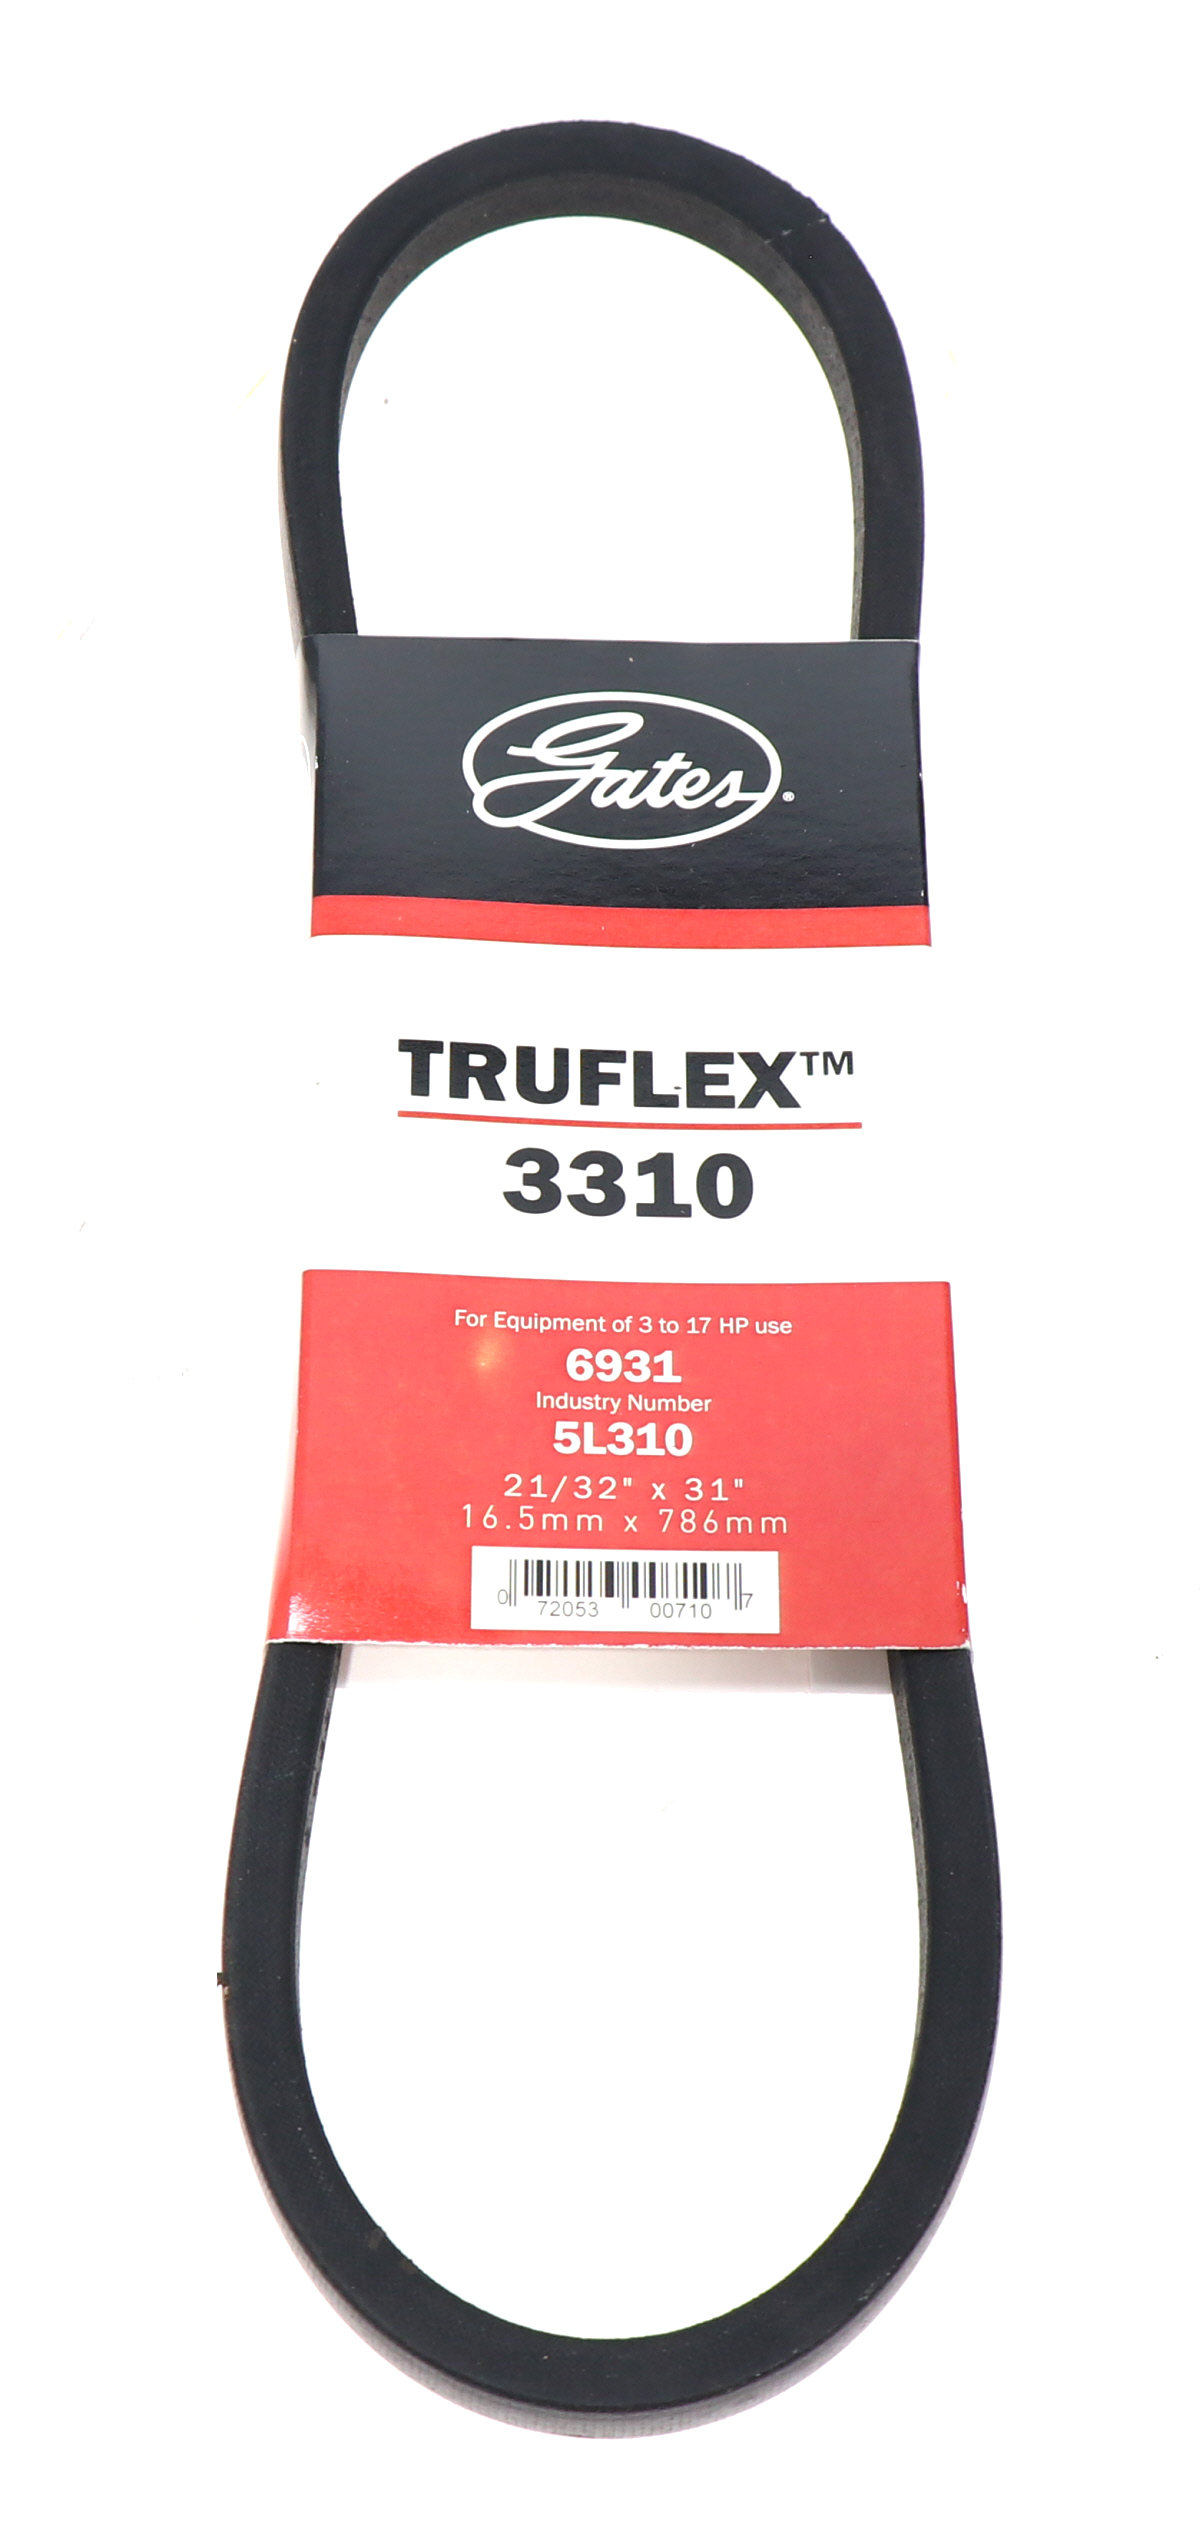 Gates®
TRUFLEX™
3310
For Equipment of 3 to 17 HP use
6931
Industry Number
5L310
21/32" x 31"
16.5mm x 786mm
0 72053 00710 7